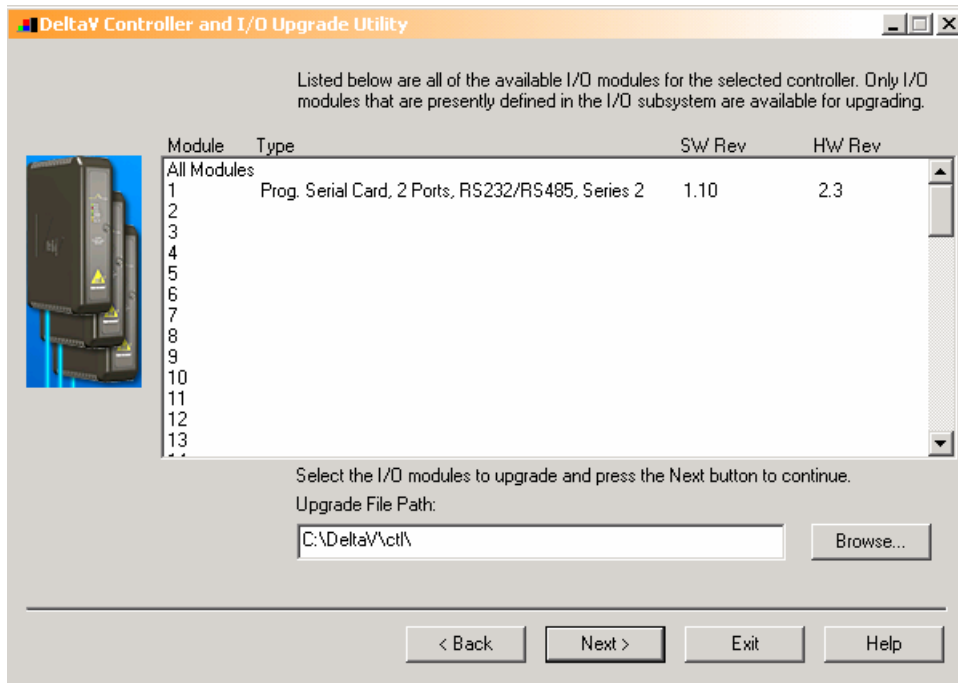 DeltaV Controller and I/O Upgrade Utility
Listed below are all of the available I/O modules for the selected controller. Only I/O
modules that are presently defined in the I/O subsystem are available for upgrading.
Module Type SW Rev HW Rev
All Modules
1 Prog. Serial Card, 2 Ports, RS232/RS485, Series 2 1.10 2.3
2
3
4
5
6
7
8
9
10
11
12
13
Select the I/O modules to upgrade and press the Next button to continue.
Upgrade File Path:
C:\DeltaV\ctl\
Browse...
< Back Next > Exit Help